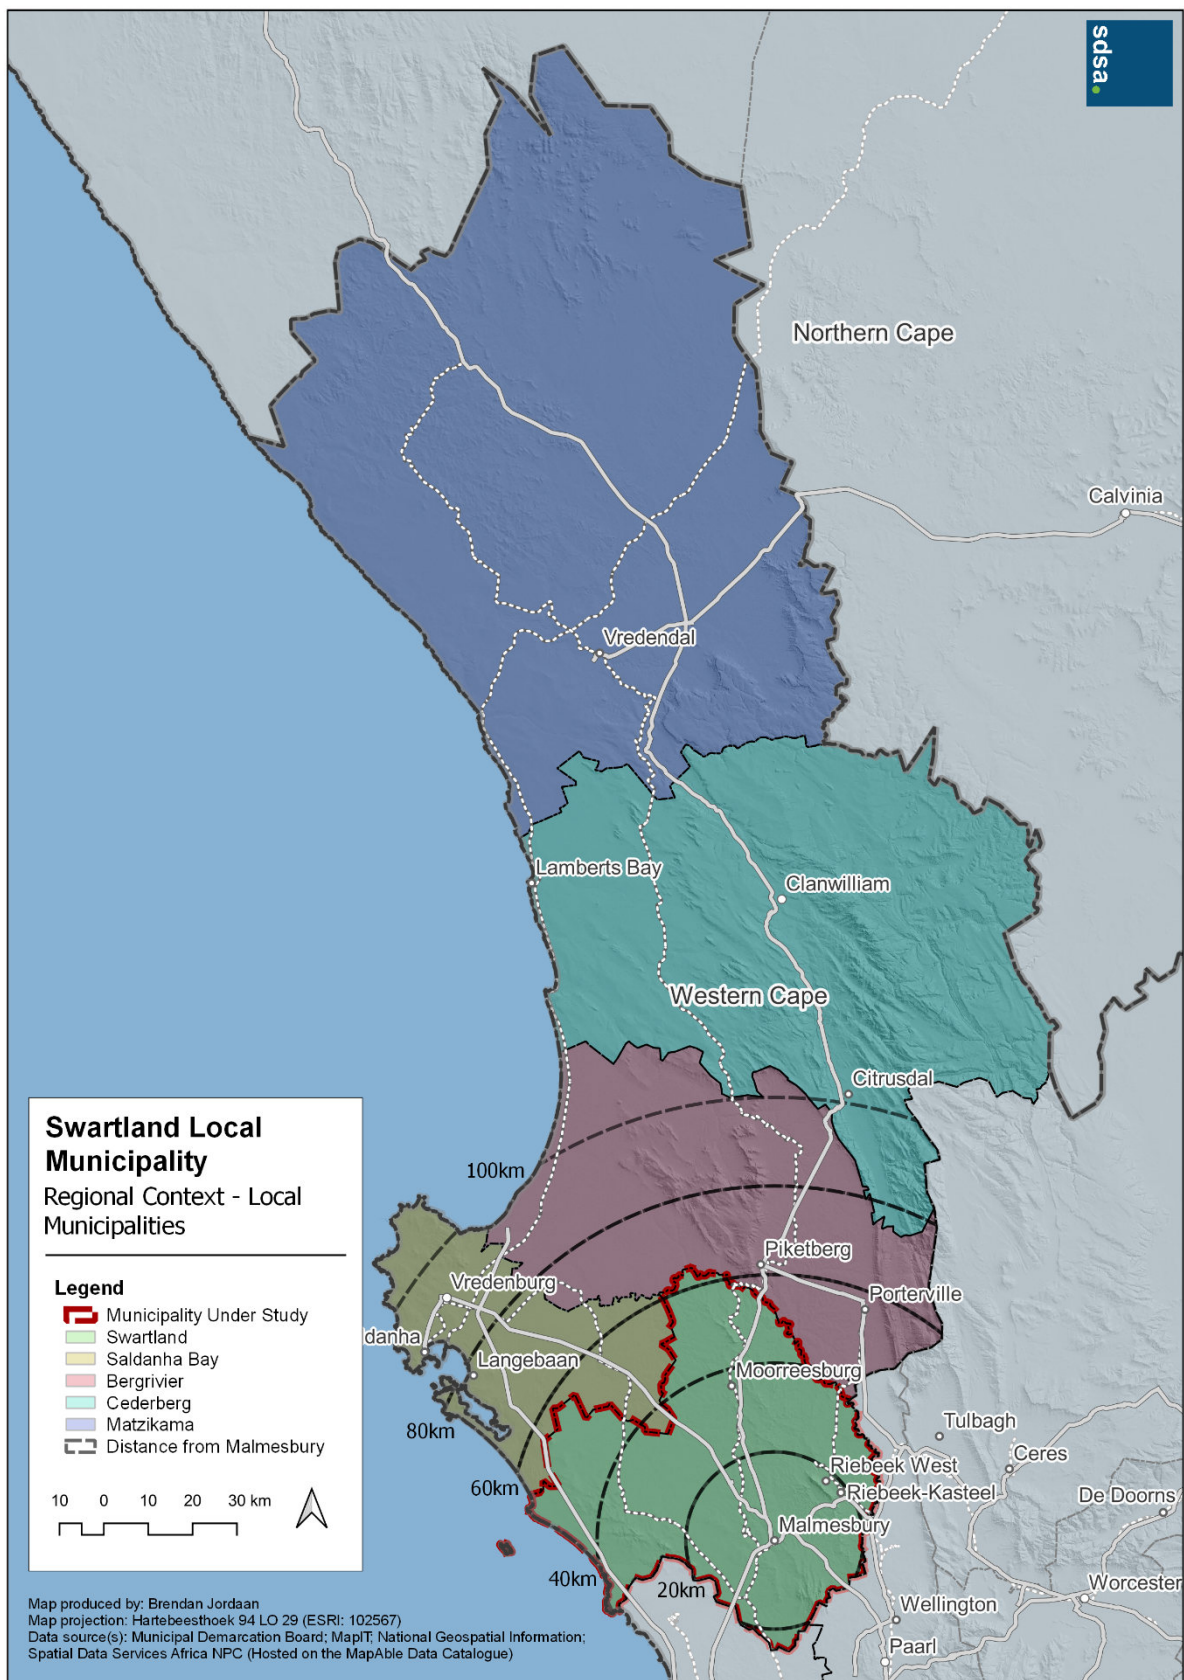 sdsa.
Northern Cape
Calvinia
Vredendal
Lamberts Bay
Clanwilliam
Western Cape
Citrusdal
100km
Piketberg
Vredenburg
Porterville
ldanha
Langebaan
Moorreesburg
80km
Tulbagh
Ceres
Riebeek West
60km
Riebeek-Kasteel
De Doorns
Malmesbury
40km
20km
Worcester
Wellington
Paarl
Swartland Local
Municipality
Regional Context - Local
Municipalities
Legend
Municipality Under Study
Swartland
Saldanha Bay
Bergrivier
Cederberg
Matzikama
Distance from Malmesbury
10 0 10 20 30 km
Map produced by: Brendan Jordaan
Map projection: Hartebeesthoek 94 LO 29 (ESRI: 102567)
Data source(s): Municipal Demarcation Board; MapIT; National Geospatial Information;
Spatial Data Services Africa NPC (Hosted on the MapAble Data Catalogue)